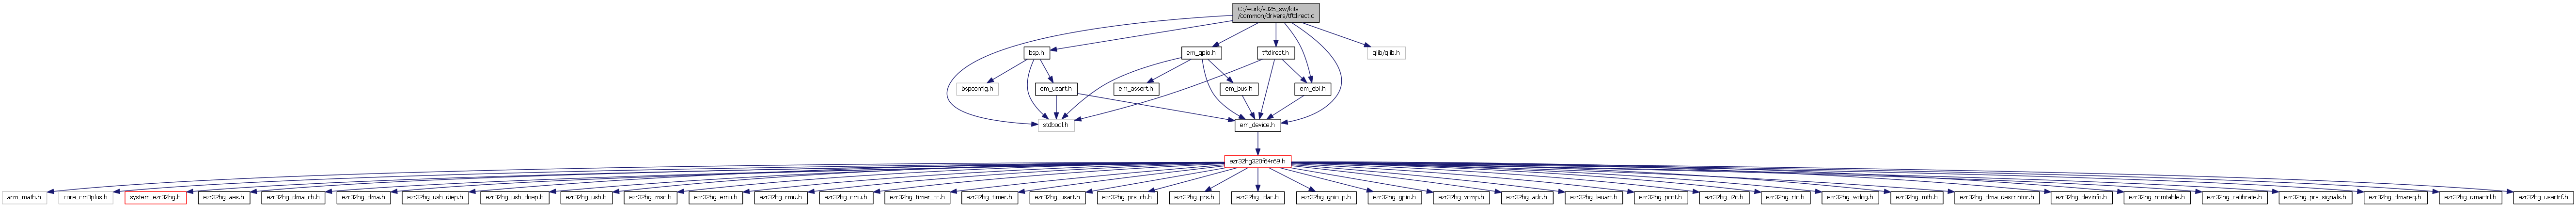 C:/work/s025_sw/kits
/common/drivers/tftdirect.c
bsp.h
em_gpio.h
tftdirect.h
glib/glib.h
bspconfig.h
em_usart.h
em_assert.h
em_bus.h
em_ebi.h
stdbool.h
em_device.h
ezr32hg320f64r69.h
arm_math.h
core_cm0plus.h
system_ezr32hg.h
ezr32hg_aes.h
ezr32hg_dma_ch.h
ezr32hg_dma.h
ezr32hg_usb_diep.h
ezr32hg_usb_doep.h
ezr32hg_usb.h
ezr32hg_msc.h
ezr32hg_emu.h
ezr32hg_rmu.h
ezr32hg_cmu.h
ezr32hg_timer_cc.h
ezr32hg_timer.h
ezr32hg_usart.h
ezr32hg_prs_ch.h
ezr32hg_prs.h
ezr32hg_idac.h
ezr32hg_gpio_p.h
ezr32hg_gpio.h
ezr32hg_vcmp.h
ezr32hg_adc.h
ezr32hg_leuart.h
ezr32hg_pcnt.h
ezr32hg_i2c.h
ezr32hg_rtc.h
ezr32hg_wdog.h
ezr32hg_mtb.h
ezr32hg_dma_descriptor.h
ezr32hg_devinfo.h
ezr32hg_romtable.h
ezr32hg_calibrate.h
ezr32hg_prs_signals.h
ezr32hg_dmareq.h
ezr32hg_dmactrl.h
ezr32hg_usartrf.h